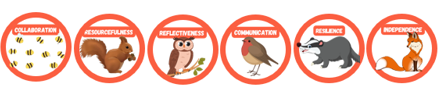 COLLABORATION
RESOURCEFULNESS
REFLECTIVENESS
COMMUNICATION
RESILIENCE
INDEPENDENCE